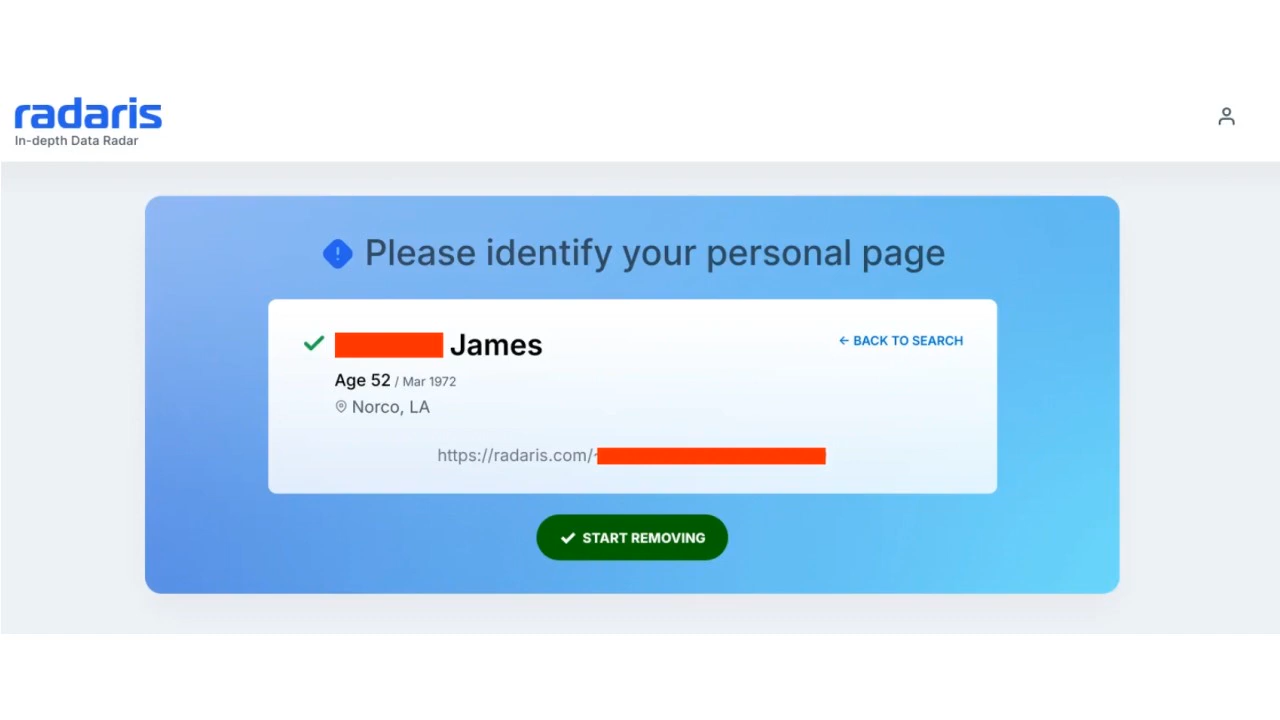 radaris
In-depth Data Radar
Please identify your personal page
James
← BACK TO SEARCH
Age 52 / Mar 1972
Norco, LA
https://radaris.com/
START REMOVING